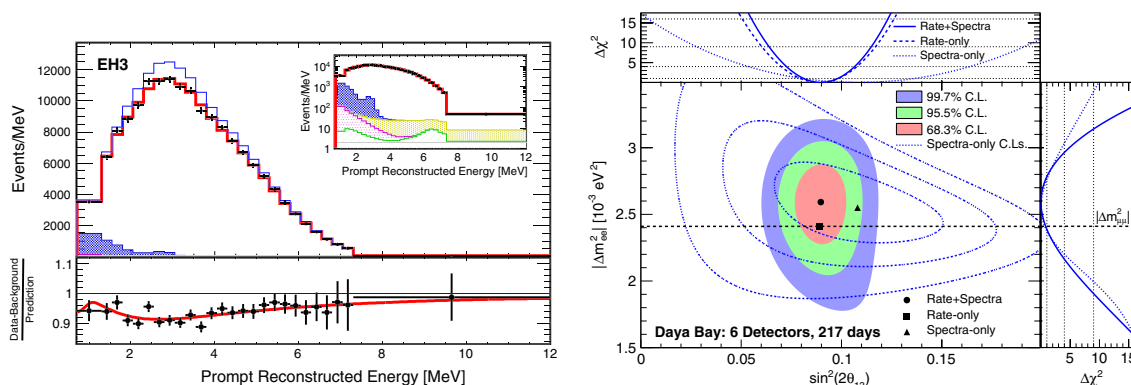 EH3
Events/MeV
12000
10000
8000
6000
4000
2000
Events/MeV
10⁴
10³
10²
10
1
2 4 6 8 10 12
Prompt Reconstructed Energy [MeV]
Data-Background
Prediction
1.1
1
0.9
2 4 6 8 10 12
Prompt Reconstructed Energy [MeV]
Δχ²
15
10
5
Rate+Spectra
Rate-only
Spectra-only
99.7% C.L.
95.5% C.L.
68.3% C.L.
Spectra-only C.Ls.
|Δm²ee| [10⁻³ eV²]
3
2.5
2
1.5
|Δm²μμ|
Rate+Spectra
Rate-only
Spectra-only
Daya Bay: 6 Detectors, 217 days
0 0.05 0.1 0.15
sin²(2θ₁₃)
5 10 15
Δχ²